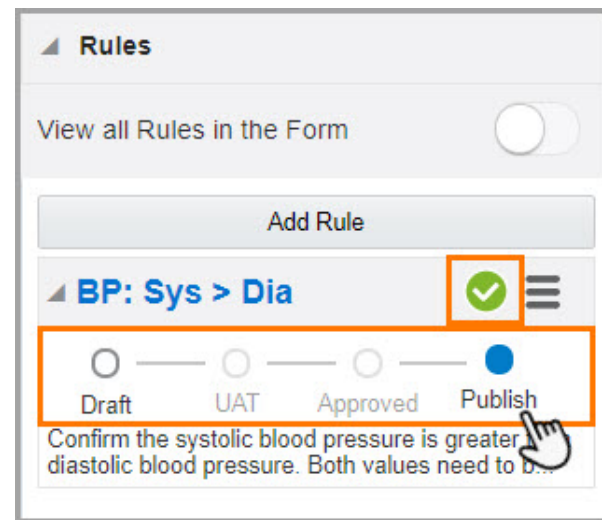 Rules
View all Rules in the Form
Add Rule
BP: Sys > Dia
Draft UAT Approved Publish
Confirm the systolic blood pressure is greater
diastolic blood pressure. Both values need to b...